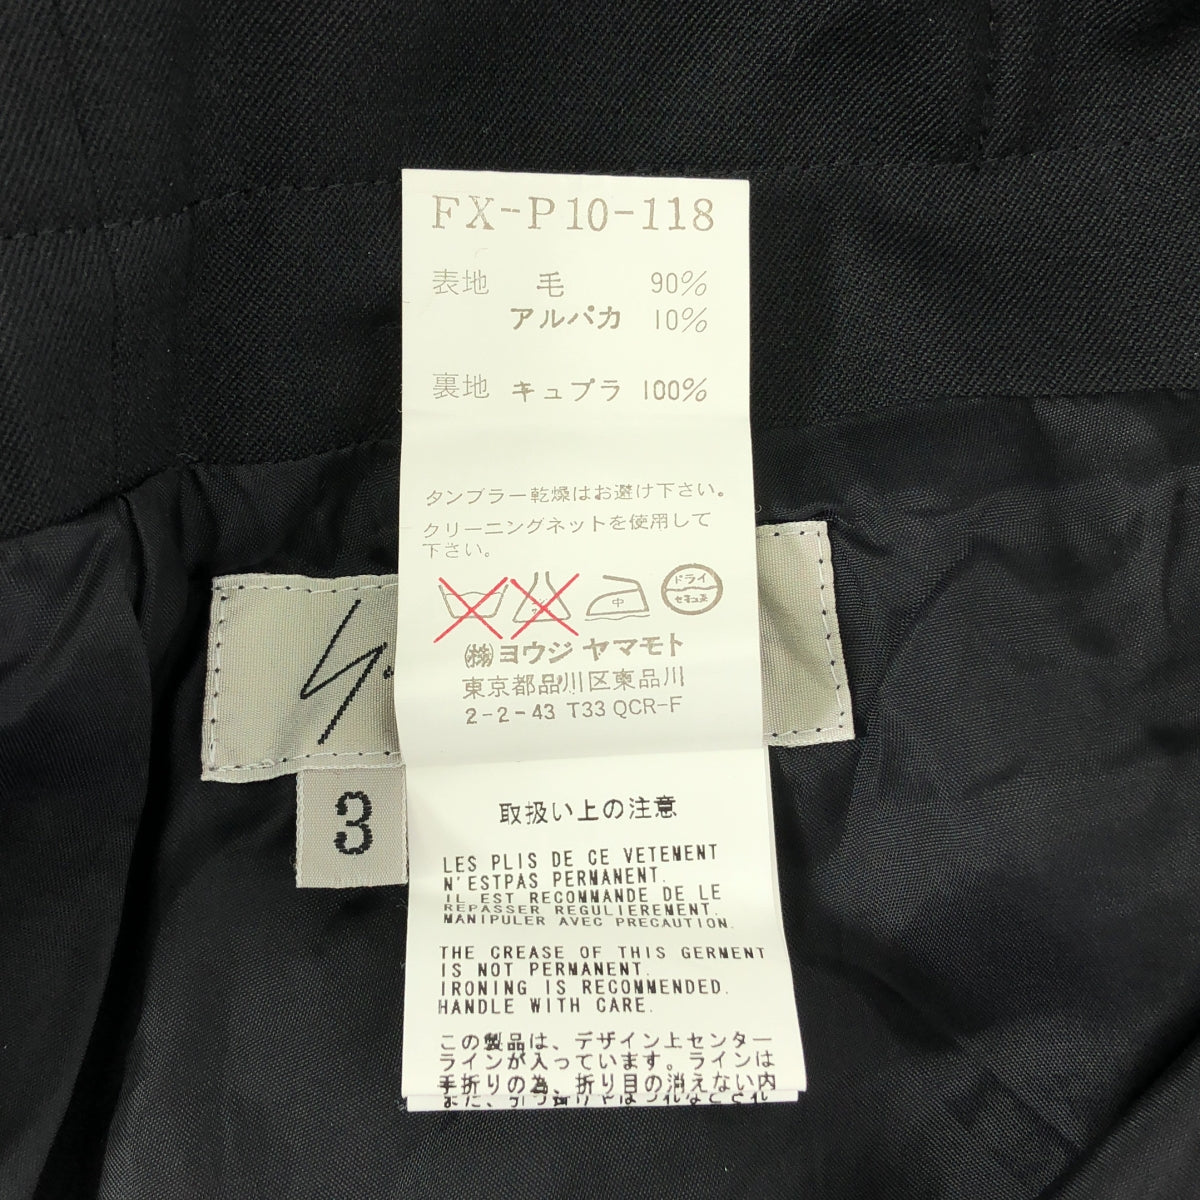 FX-P10-118
表地 毛 90%
アルパカ 10%
裏地 キュプラ 100%
タンブラー乾燥はお避け下さい。
クリーニングネットを使用して
下さい。
中
ドライ
㈱ヨウジヤマモト
東京都品川区東品川
2-2-43 T33 QCR-F
3
取扱い上の注意
LES PLIS DE CE VETEMENT
N'ESTPAS PERMANENT.
IL EST RECOMMANDE DE LE
REPASSER REGULIEREMENT.
MANIPULER AVEC PRECAUTION.
THE CREASE OF THIS GERMENT
IS NOT PERMANENT.
IRONING IS RECOMMENDED.
HANDLE WITH CARE.
この製品は、デザイン上センター
ラインが入っています。ラインは
手折りの為、折り目の消えない内